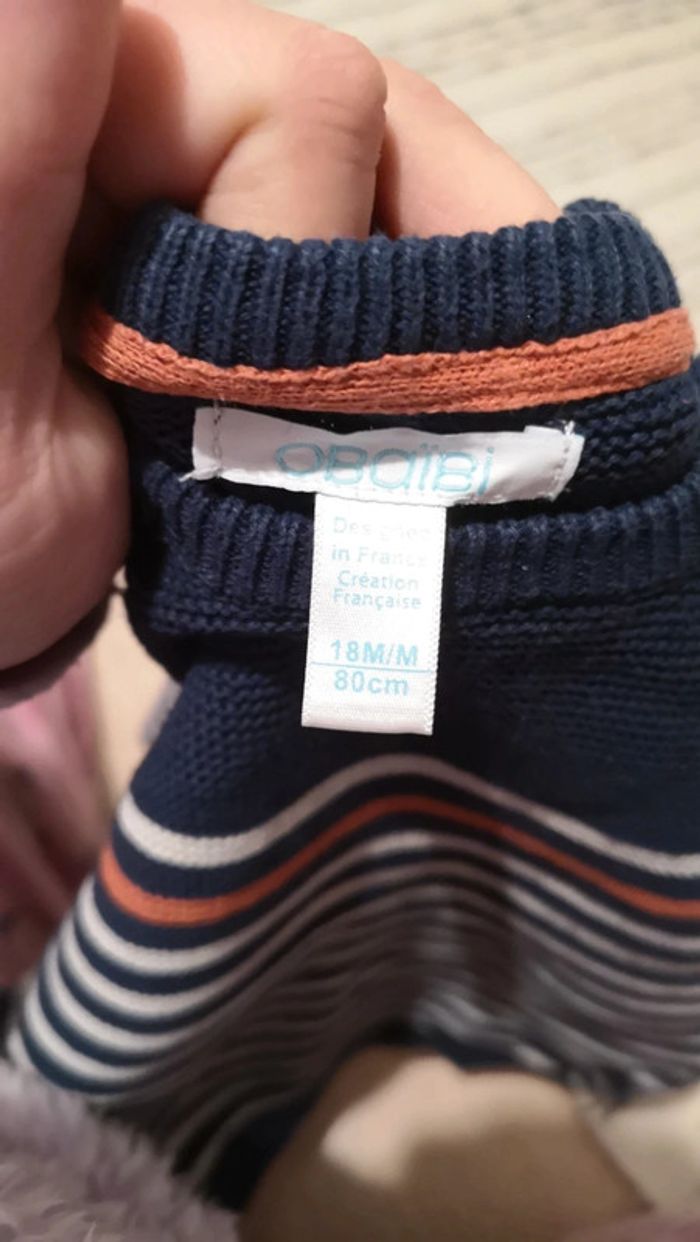 OBaïBi
Designed
in France
Création
Française
18M/M
80cm